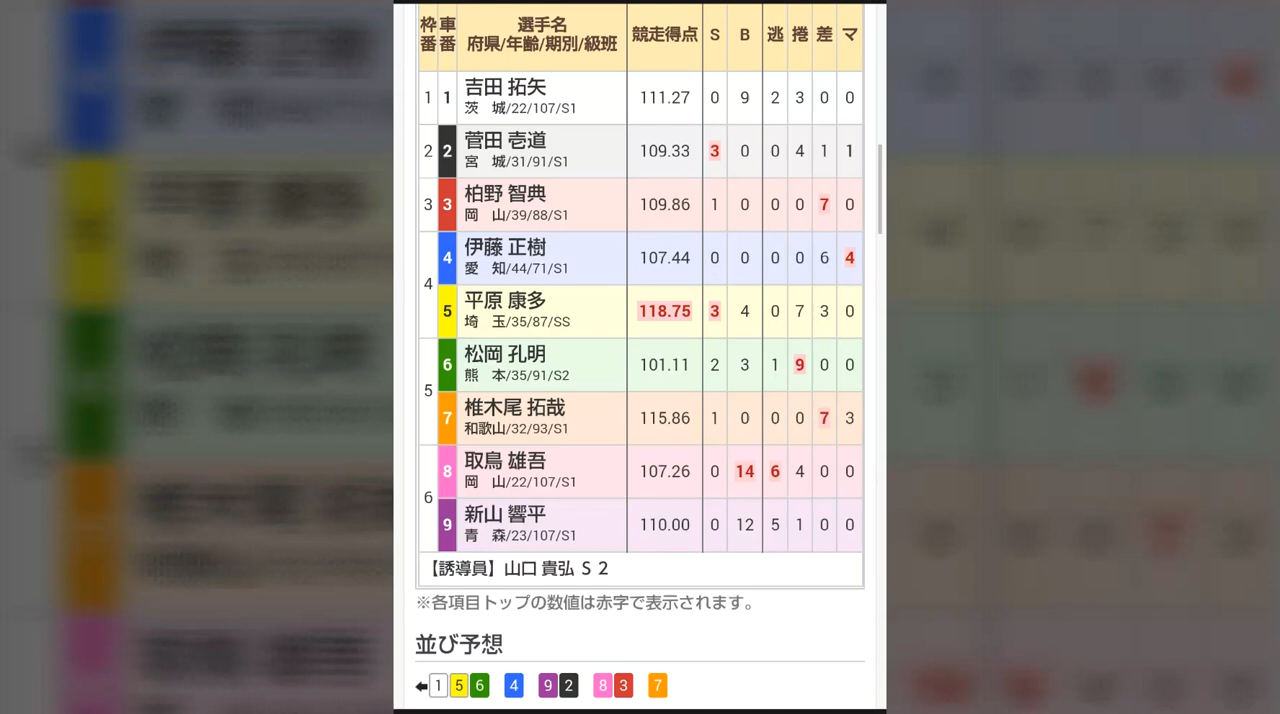 枠番 車番 選手名 府県/年齢/期別/級班 競走得点 S B 逃 捲 差 マ
1 1 吉田 拓矢 111.27 0 9 2 3 0 0
茨 城/22/107/S1
2 2 菅田 壱道 109.33 3 0 0 4 1 1
宮 城/31/91/S1
3 3 柏野 智典 109.86 1 0 0 0 7 0
岡 山/39/88/S1
4 4 伊藤 正樹 107.44 0 0 0 0 6 4
愛 知/44/71/S1
5 平原 康多 118.75 3 4 0 7 3 0
埼 玉/35/87/SS
5 6 松岡 孔明 101.11 2 3 1 9 0 0
熊 本/35/91/S2
7 椎木尾 拓哉 115.86 1 0 0 0 7 3
和歌山/32/93/S1
6 8 取鳥 雄吾 107.26 0 14 6 4 0 0
岡 山/22/107/S1
9 新山 響平 110.00 0 12 5 1 0 0
青 森/23/107/S1
【誘導員】山口 貴弘 S 2
※各項目トップの数値は赤字で表示されます。
並び予想
←1 5 6 4 9 2 8 3 7